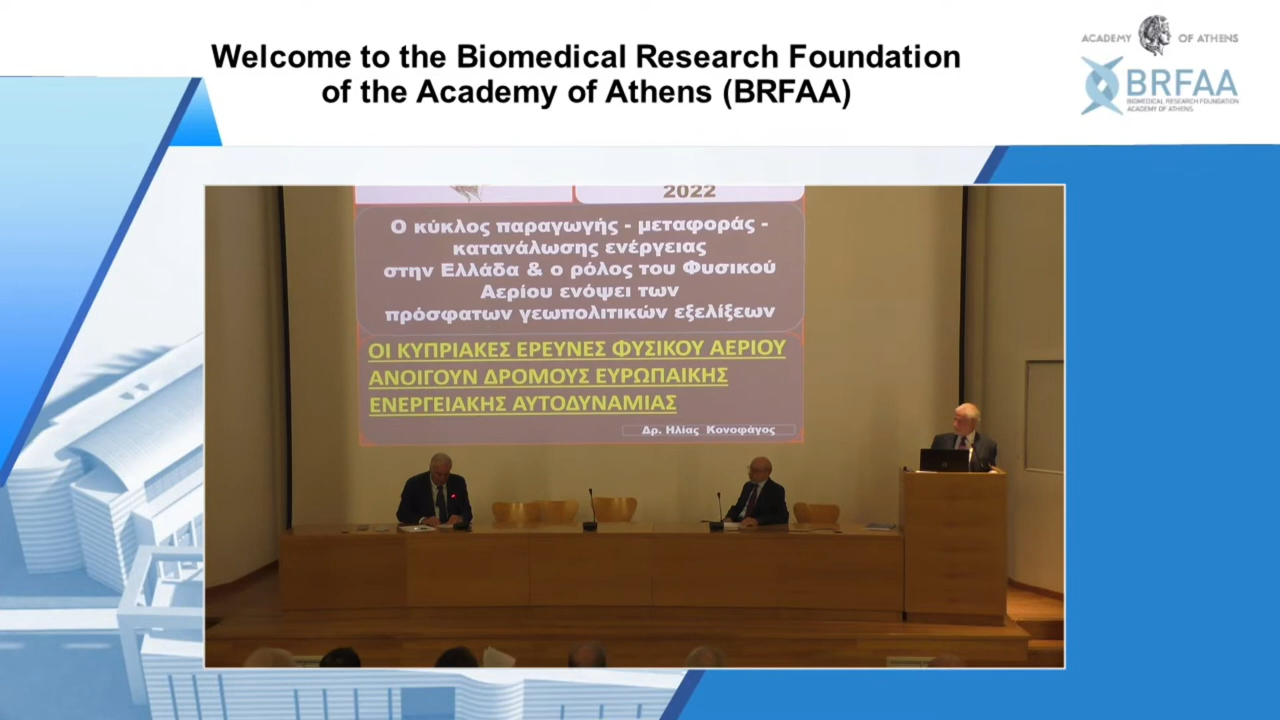 Welcome to the Biomedical Research Foundation
of the Academy of Athens (BRFAA)
ACADEMY OF ATHENS
BRFAA
BIOMEDICAL RESEARCH FOUNDATION
ACADEMY OF ATHENS
2022
Ο κύκλος παραγωγής - μεταφοράς -
κατανάλωσης ενέργειας
στην Ελλάδα & ο ρόλος του Φυσικού
Αερίου ενόψει των
πρόσφατων γεωπολιτικών εξελίξεων
ΟΙ ΚΥΠΡΙΑΚΕΣ ΕΡΕΥΝΕΣ ΦΥΣΙΚΟΥ ΑΕΡΙΟΥ
ΑΝΟΙΓΟΥΝ ΔΡΟΜΟΥΣ ΕΥΡΩΠΑΙΚΗΣ
ΕΝΕΡΓΕΙΑΚΗΣ ΑΥΤΟΔΥΝΑΜΙΑΣ
Δρ. Ηλίας Κονοφάγος